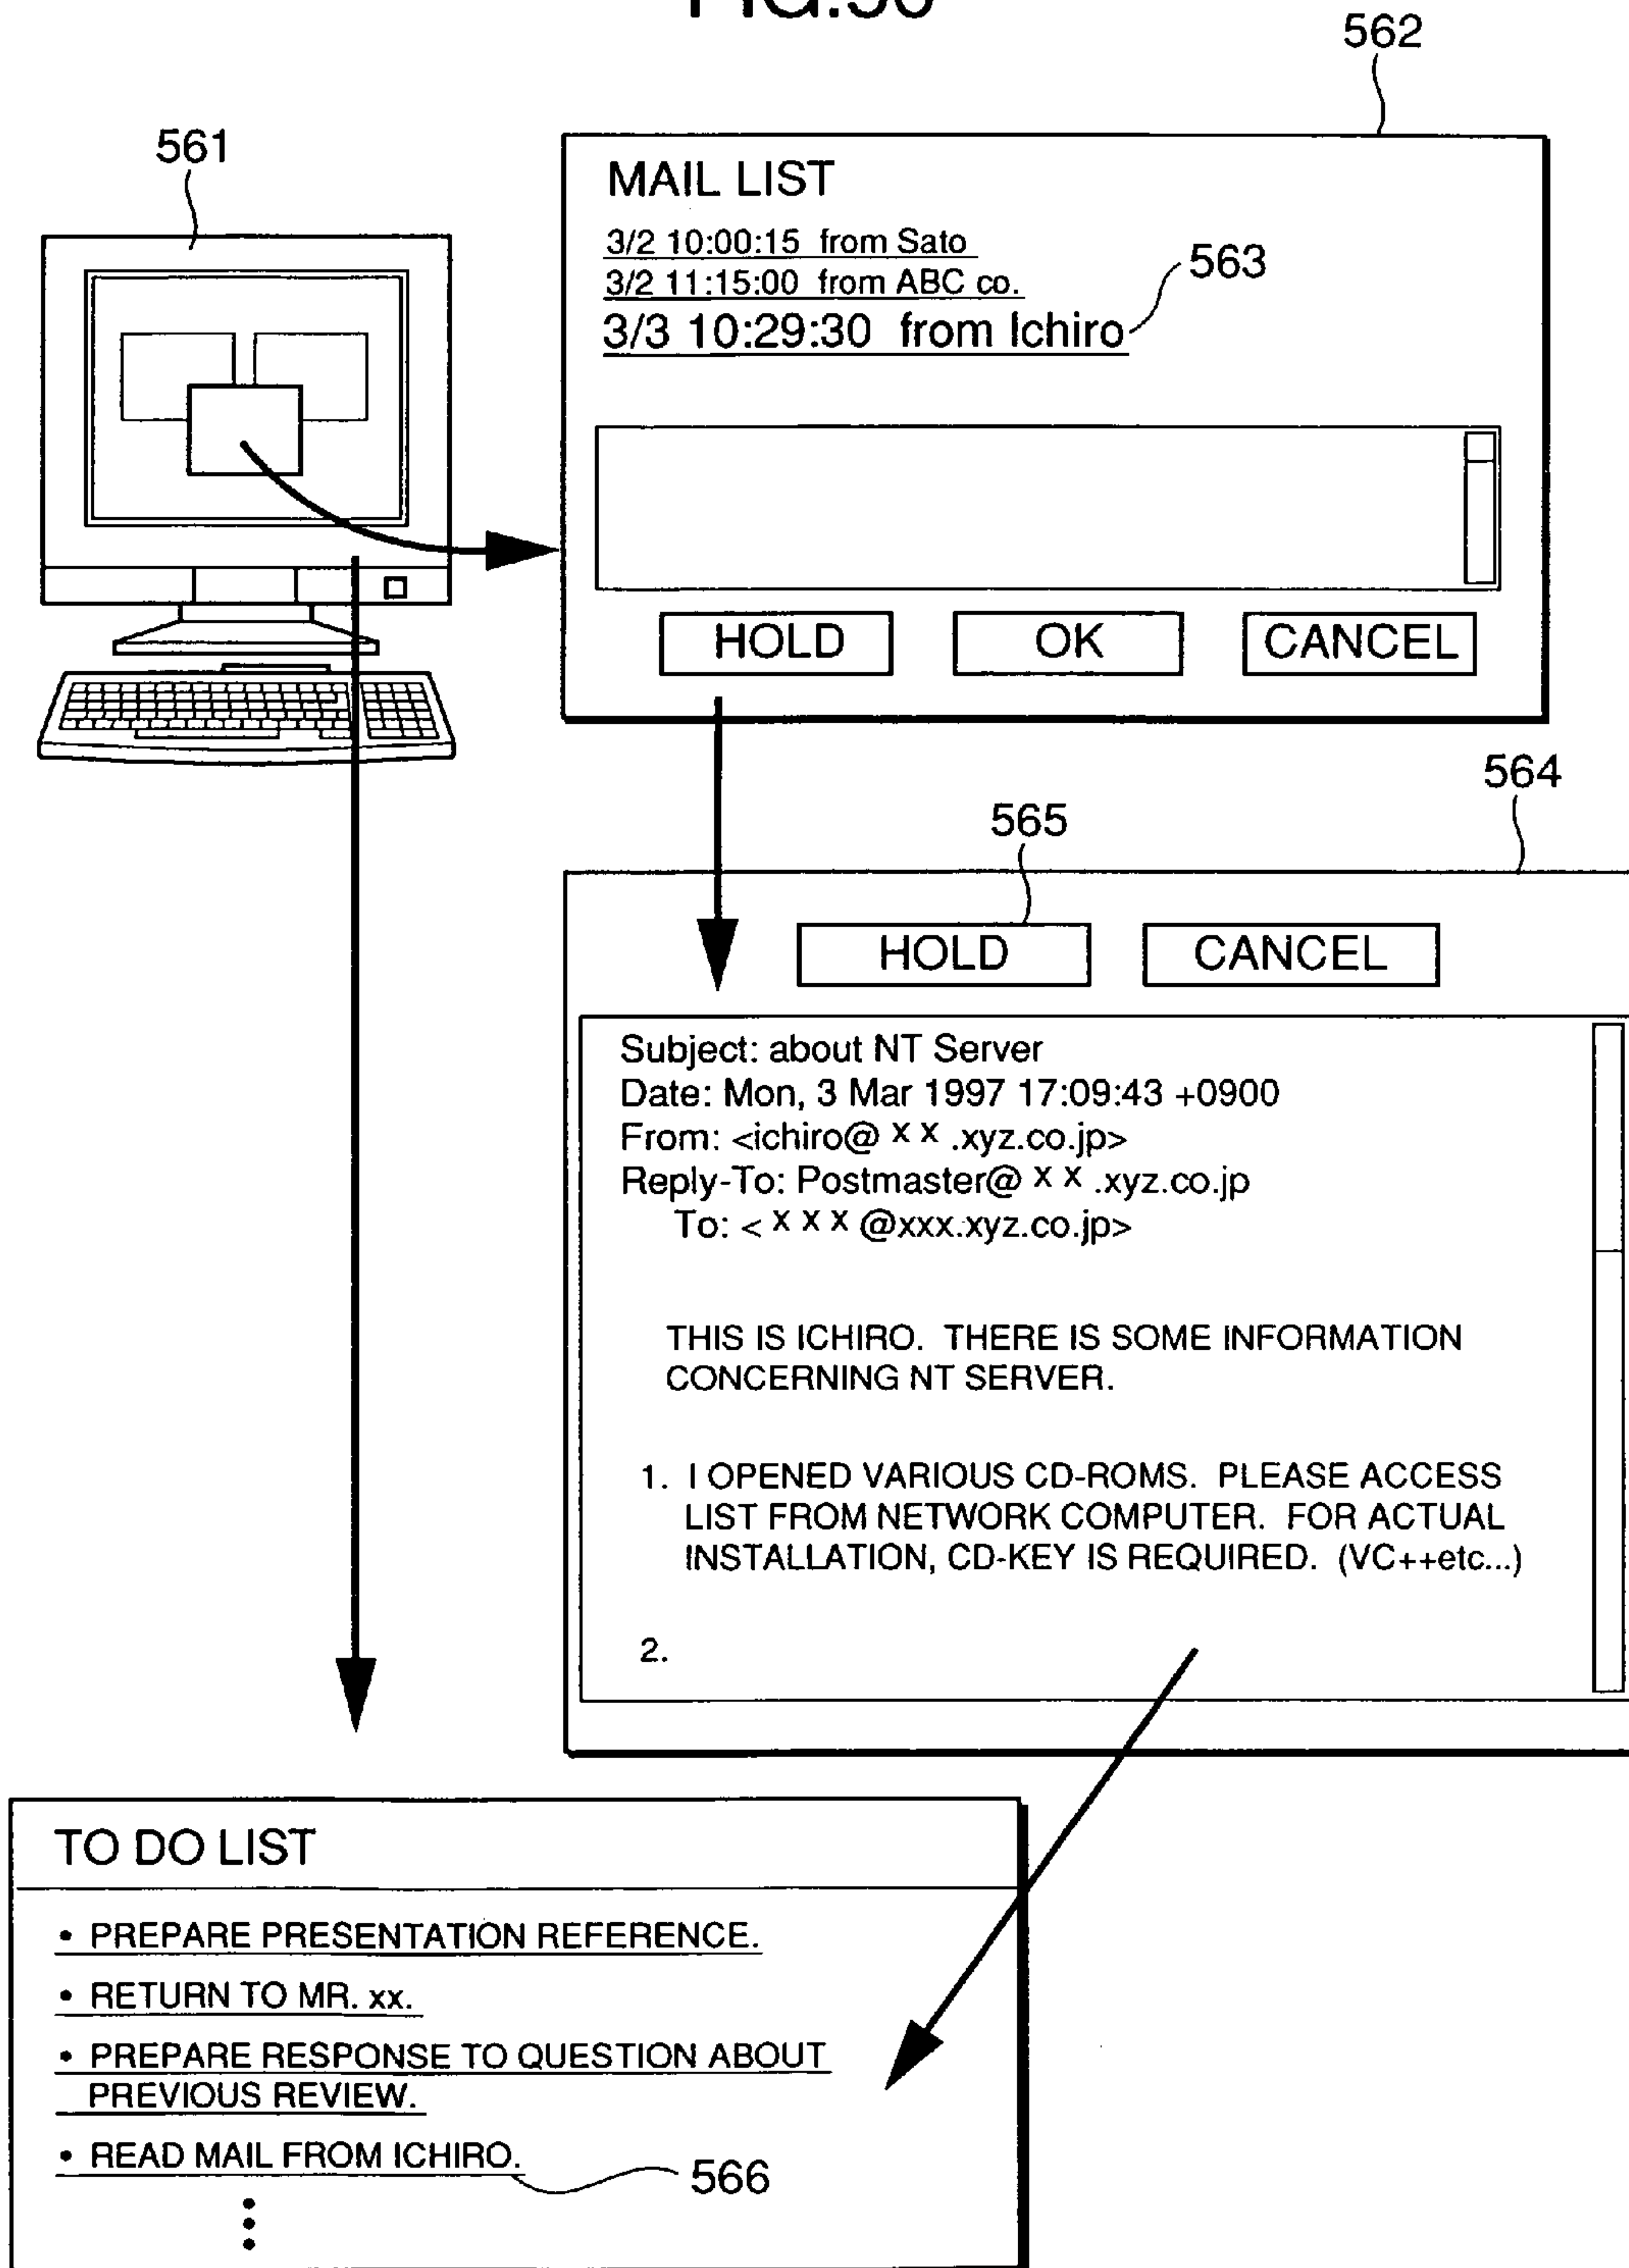 562
561
MAIL LIST
3/2 10:00:15 from Sato
563
3/2 11:15:00 from ABC co.
3/3 10:29:30 from Ichiro
HOLD OK CANCEL
564
565
HOLD CANCEL
Subject: about NT Server
Date: Mon, 3 Mar 1997 17:09:43 +0900
From: <ichiro@ x x .xyz.co.jp>
Reply-To: Postmaster@ x x .xyz.co.jp
To: < x x x @xxx.xyz.co.jp>
THIS IS ICHIRO. THERE IS SOME INFORMATION
CONCERNING NT SERVER.
1. I OPENED VARIOUS CD-ROMS. PLEASE ACCESS
LIST FROM NETWORK COMPUTER. FOR ACTUAL
INSTALLATION, CD-KEY IS REQUIRED. (VC++etc...)
2.
TO DO LIST
• PREPARE PRESENTATION REFERENCE.
• RETURN TO MR. xx.
• PREPARE RESPONSE TO QUESTION ABOUT
PREVIOUS REVIEW.
• READ MAIL FROM ICHIRO.
566